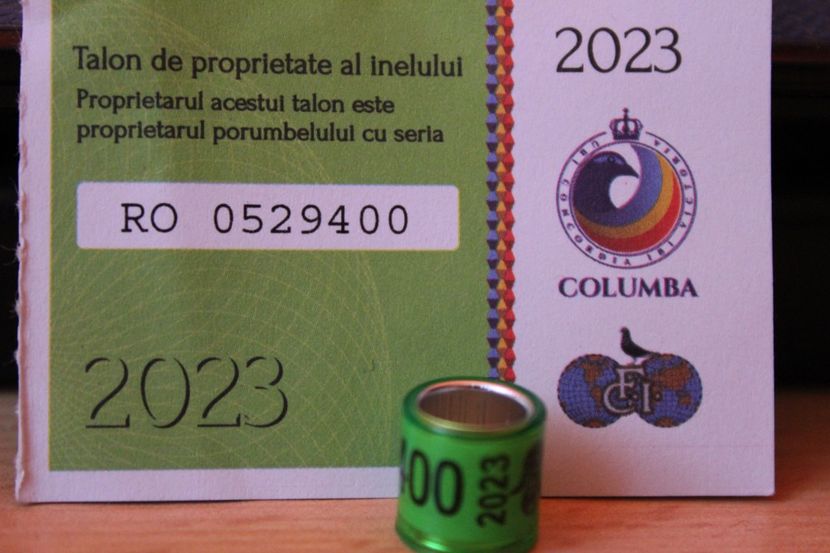 Talon de proprietate al inelului
Proprietarul acestui talon este
proprietarul porumbelului cu seria
RO 0529400
2023
2023
UBI CONCORDIA IBI VICTORIA
COLUMBA
FCI
400
2023